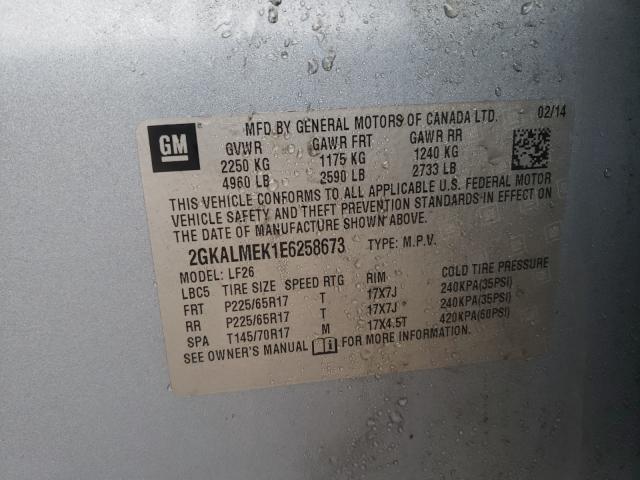 GM
MFD BY GENERAL MOTORS OF CANADA LTD. 02/14
GVWR GAWR FRT GAWR RR
2250 KG 1175 KG 1240 KG
4960 LB 2590 LB 2733 LB
THIS VEHICLE CONFORMS TO ALL APPLICABLE U.S. FEDERAL MOTOR
VEHICLE SAFETY AND THEFT PREVENTION STANDARDS IN EFFECT ON
THE DATE OF MANUFACTURE SHOWN ABOVE.
2GKALMEK1E6258673 TYPE: M.P.V.
MODEL: LF26
LBC5 TIRE SIZE SPEED RTG RIM COLD TIRE PRESSURE
FRT P225/65R17 T 17X7J 240KPA(35PSI)
RR P225/65R17 T 17X7J 240KPA(35PSI)
SPA T145/70R17 M 17X4.5T 420KPA(60PSI)
SEE OWNER'S MANUAL FOR MORE INFORMATION.